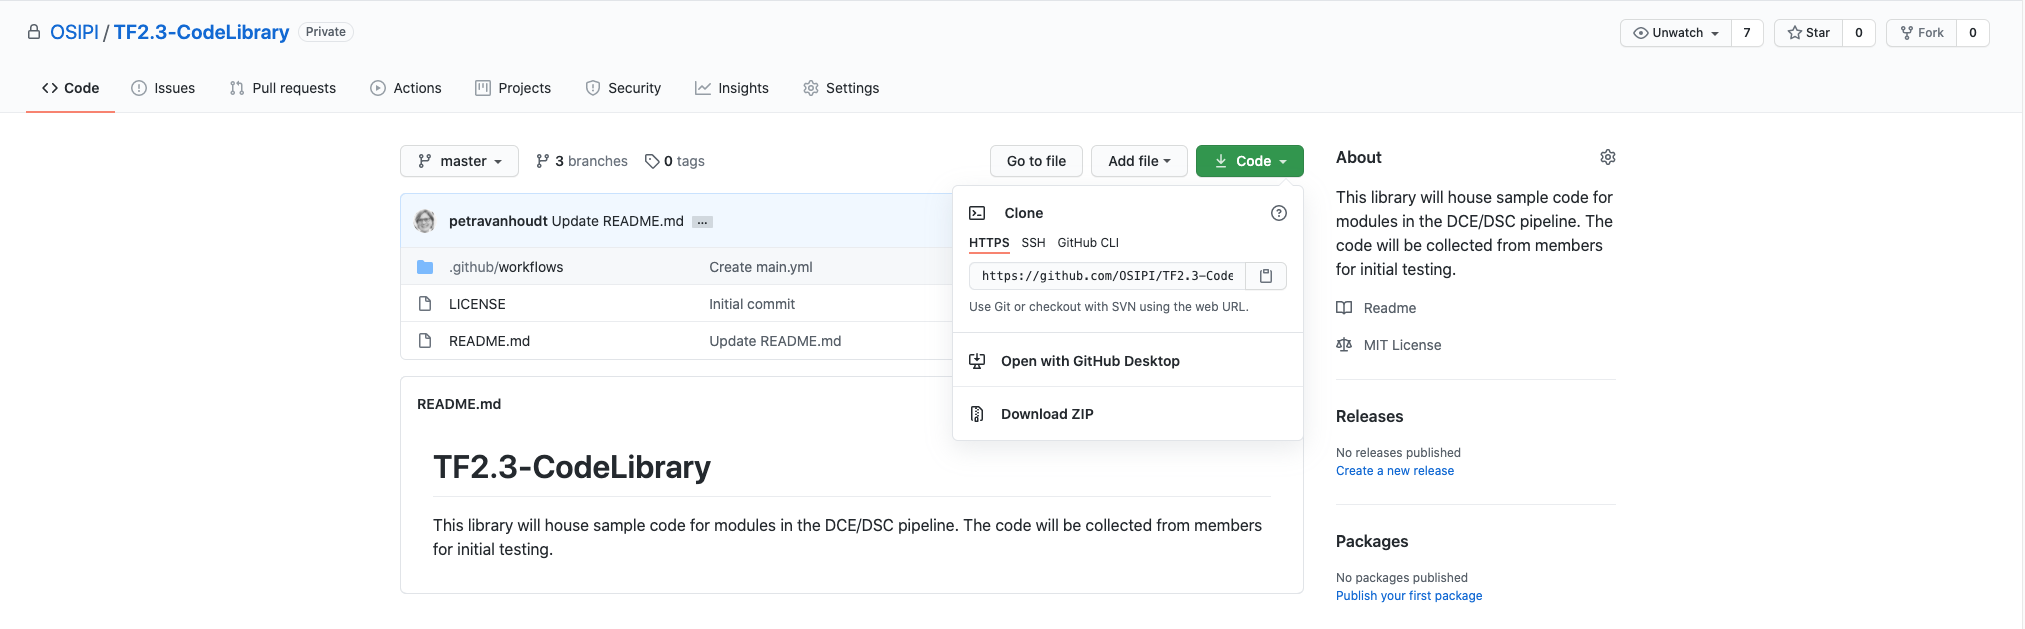 OSIPI / TF2.3-CodeLibrary Private
Unwatch 7 Star 0 Fork 0
Code Issues Pull requests Actions Projects Security Insights Settings
master 3 branches 0 tags Go to file Add file Code
petravanhoudt Update README.md ...
.github/workflows Create main.yml
LICENSE Initial commit
README.md Update README.md
Clone
HTTPS SSH GitHub CLI
https://github.com/OSIPI/TF2.3-Code
Use Git or checkout with SVN using the web URL.
Open with GitHub Desktop
Download ZIP
README.md
TF2.3-CodeLibrary
This library will house sample code for modules in the DCE/DSC pipeline. The code will be collected from members
for initial testing.
About
This library will house sample code for
modules in the DCE/DSC pipeline. The
code will be collected from members
for initial testing.
Readme
MIT License
Releases
No releases published
Create a new release
Packages
No packages published
Publish your first package